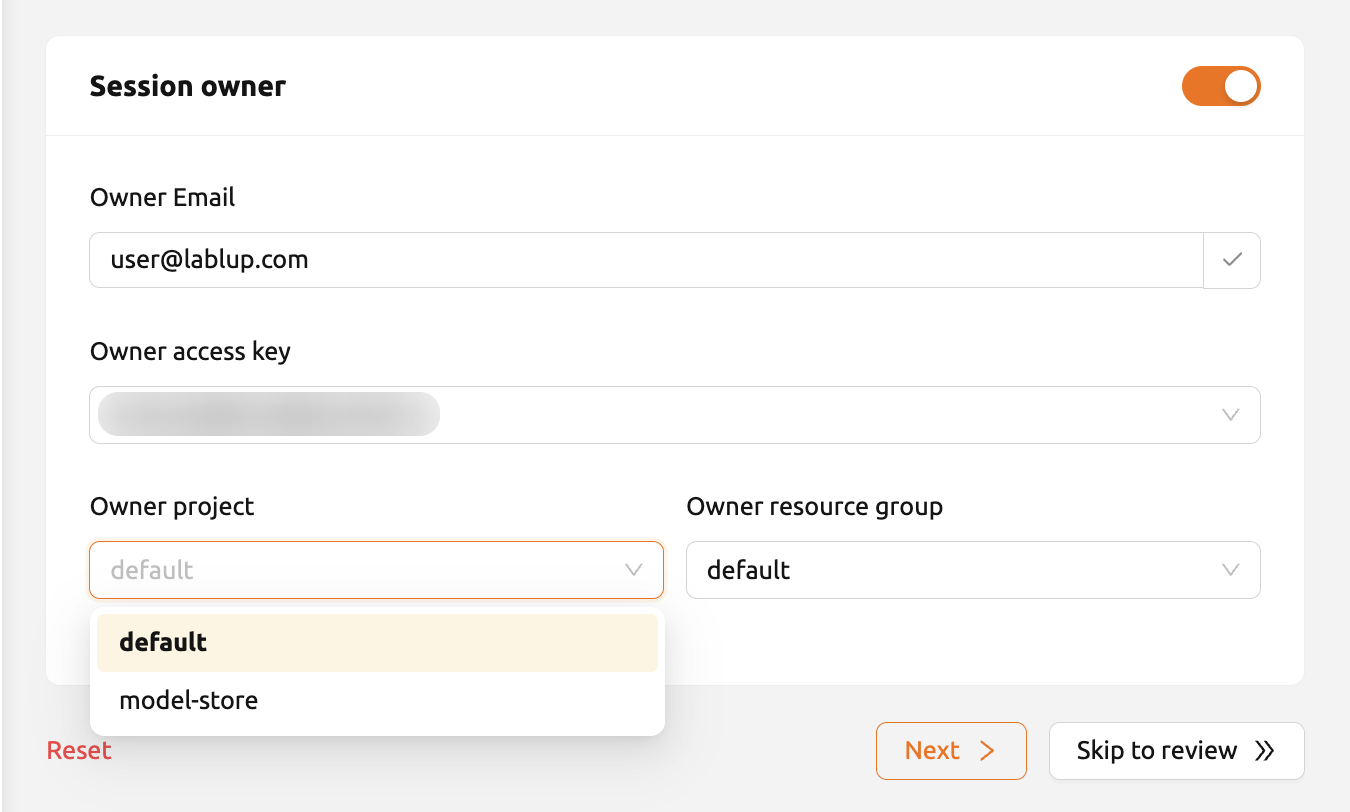 Session owner
Owner Email
user@lablup.com
Owner access key
Owner project
Owner resource group
default
default
default
model-store
Reset
Next
Skip to review